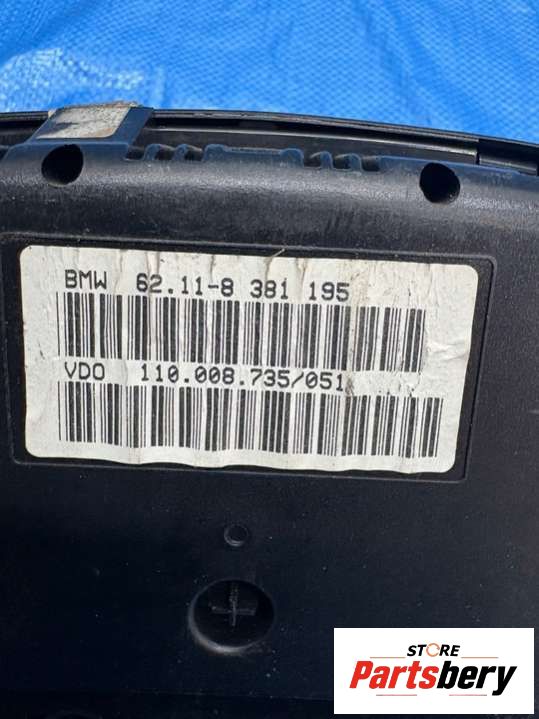 BMW 62.11-8 381 195
VDO 110.008.735/051
STORE
Partsbery